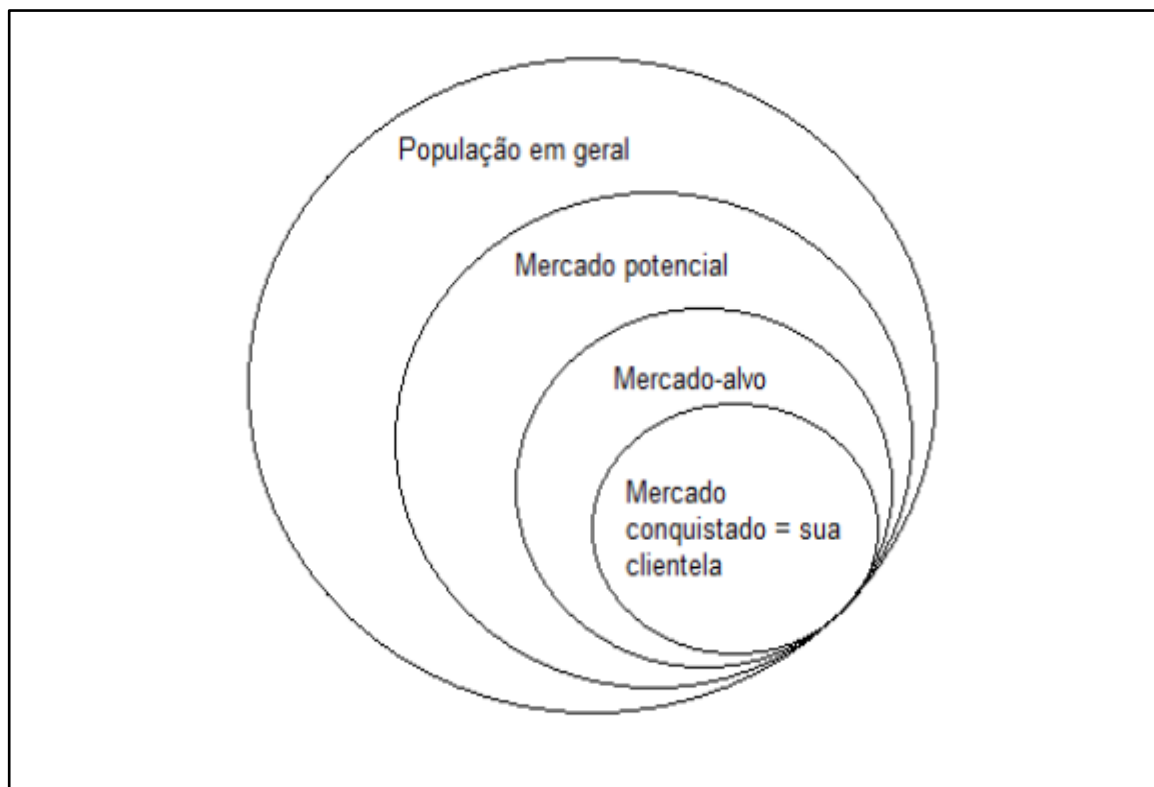 População em geral
Mercado potencial
Mercado-alvo
Mercado
conquistado = sua
clientela